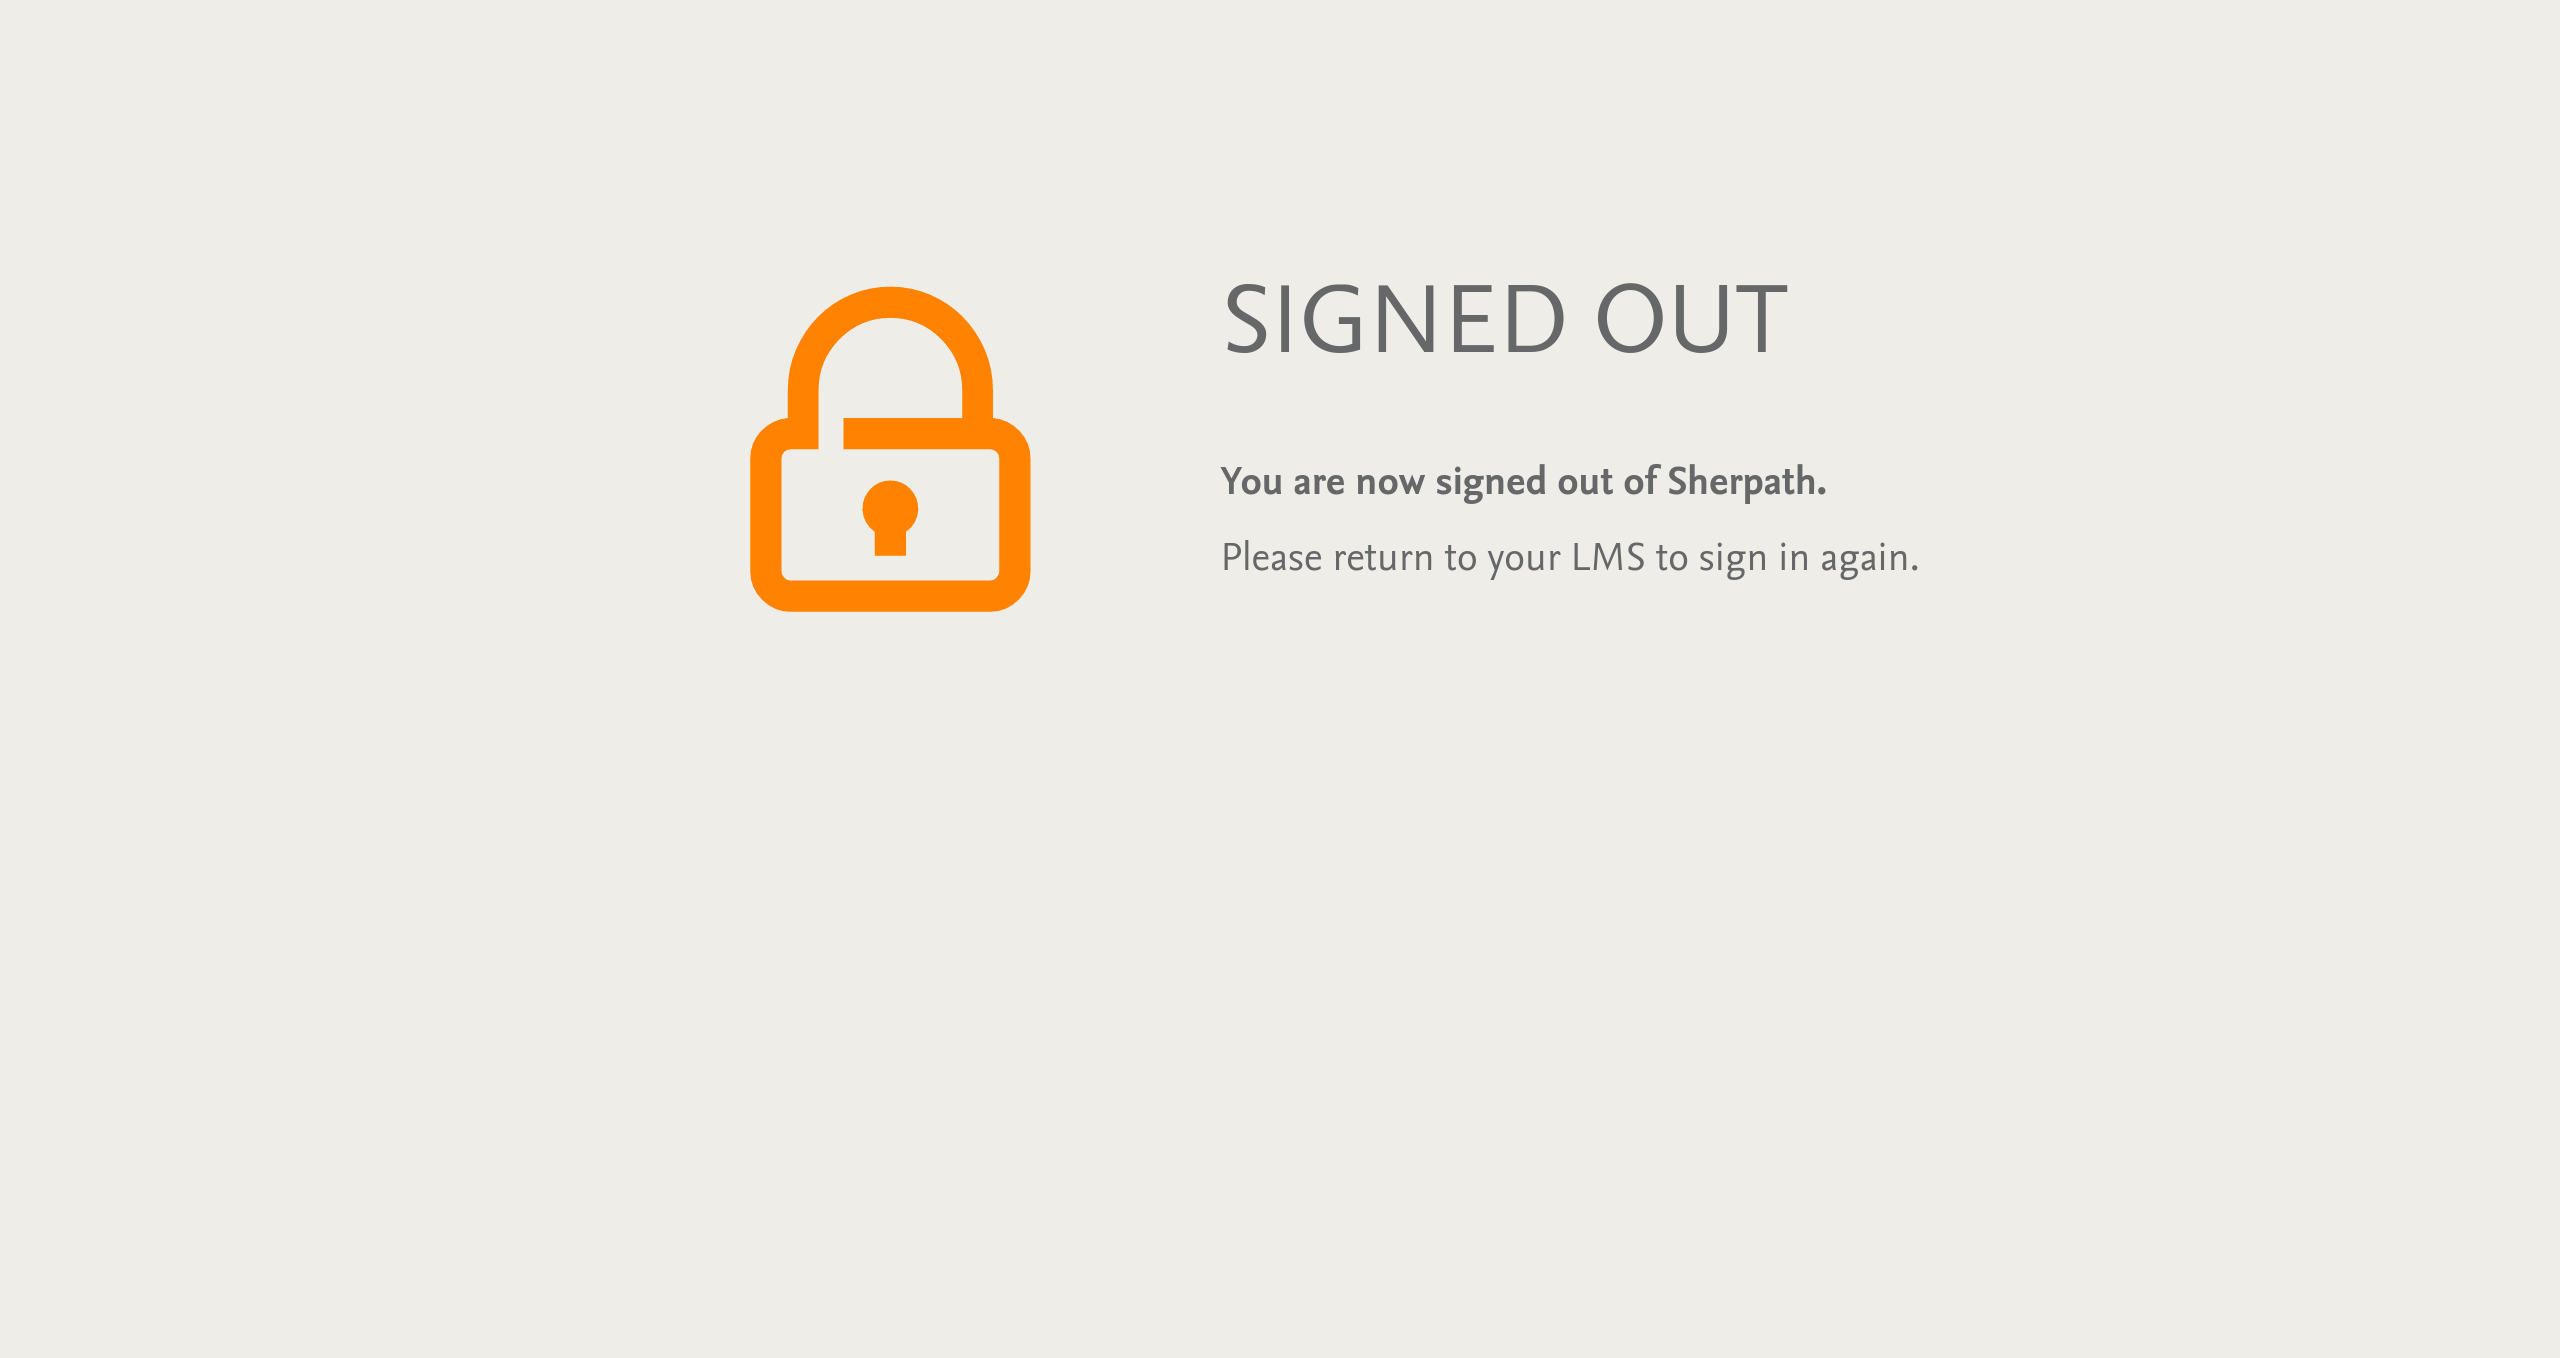 SIGNED OUT
You are now signed out of Sherpath.
Please return to your LMS to sign in again.